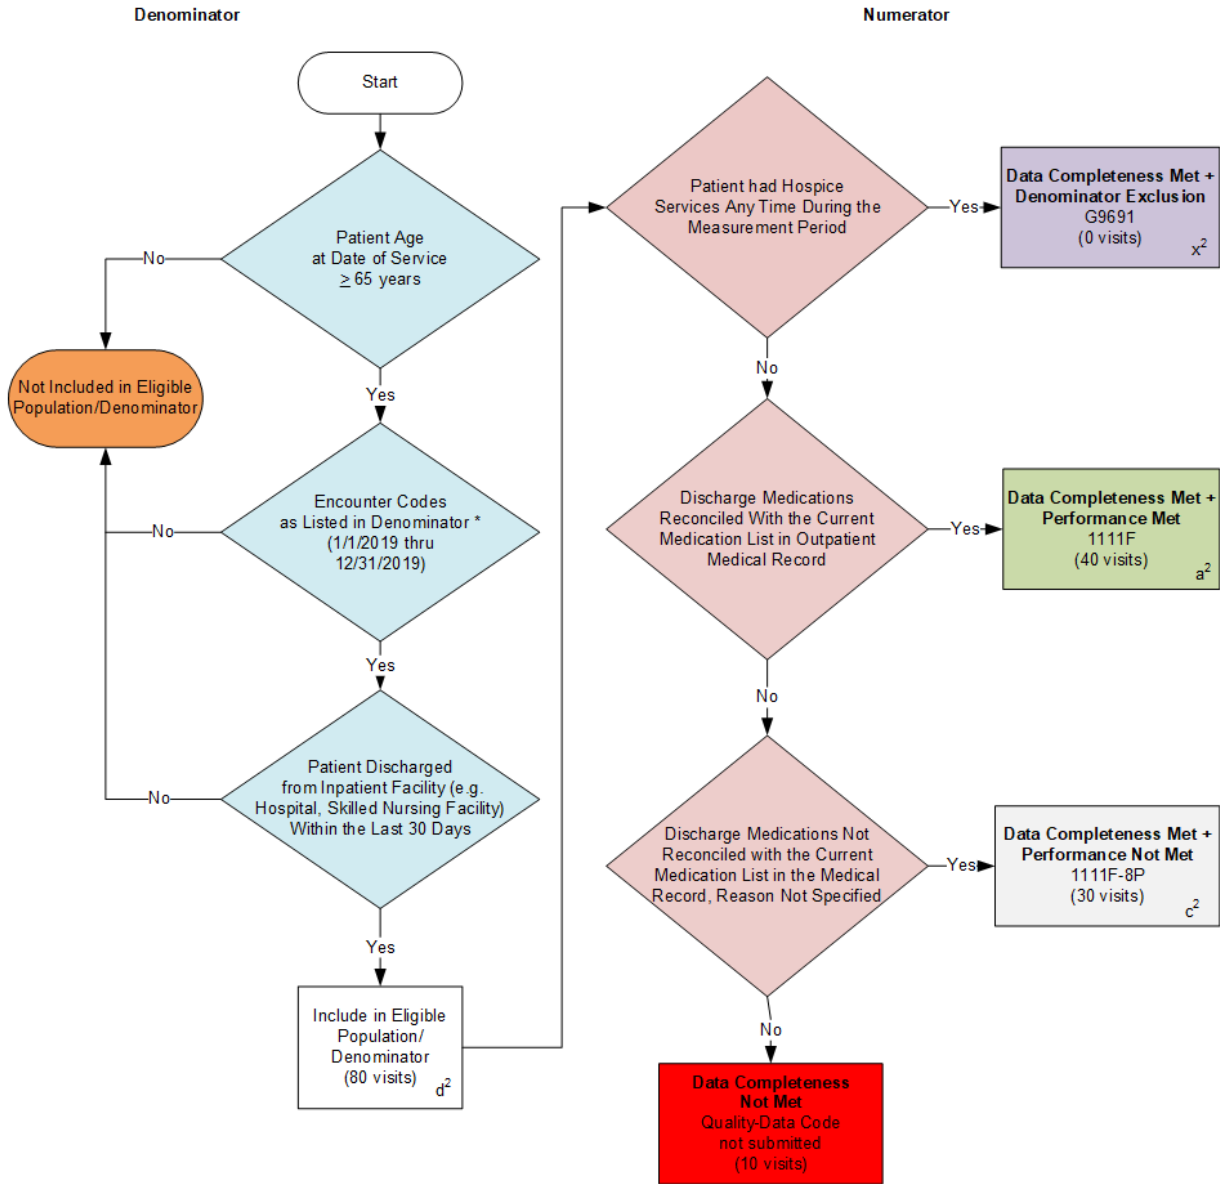 Denominator
Numerator
Start
Patient Age
at Date of Service
≥ 65 years
No
Yes
Not Included in Eligible
Population/Denominator
Encounter Codes
as Listed in Denominator *
(1/1/2019 thru
12/31/2019)
No
Yes
Patient Discharged
from Inpatient Facility (e.g.
Hospital, Skilled Nursing Facility)
Within the Last 30 Days
No
Yes
Include in Eligible
Population/
Denominator
(80 visits)
d²
Patient had Hospice
Services Any Time During the
Measurement Period
Yes
Data Completeness Met +
Denominator Exclusion
G9691
(0 visits)
x²
No
Discharge Medications
Reconciled With the Current
Medication List in Outpatient
Medical Record
Yes
Data Completeness Met +
Performance Met
1111F
(40 visits)
a²
No
Discharge Medications Not
Reconciled with the Current
Medication List in the Medical
Record, Reason Not Specified
Yes
Data Completeness Met +
Performance Not Met
1111F-8P
(30 visits)
c²
No
Data Completeness
Not Met
Quality-Data Code
not submitted
(10 visits)